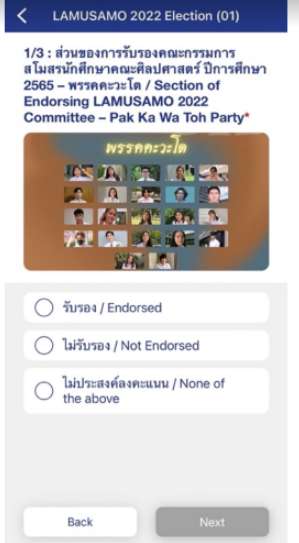 LAMUSAMO 2022 Election (01)
1/3 : ส่วนของการรับรองคณะกรรมการ
สโมสรนักศึกษาคณะศิลปศาสตร์ ปีการศึกษา
2565 – พรรคคะวะโต / Section of
Endorsing LAMUSAMO 2022
Committee – Pak Ka Wa Toh Party*
พรรคคะวะโต
รับรอง / Endorsed
ไม่รับรอง / Not Endorsed
ไม่ประสงค์ลงคะแนน / None of
the above
Back
Next